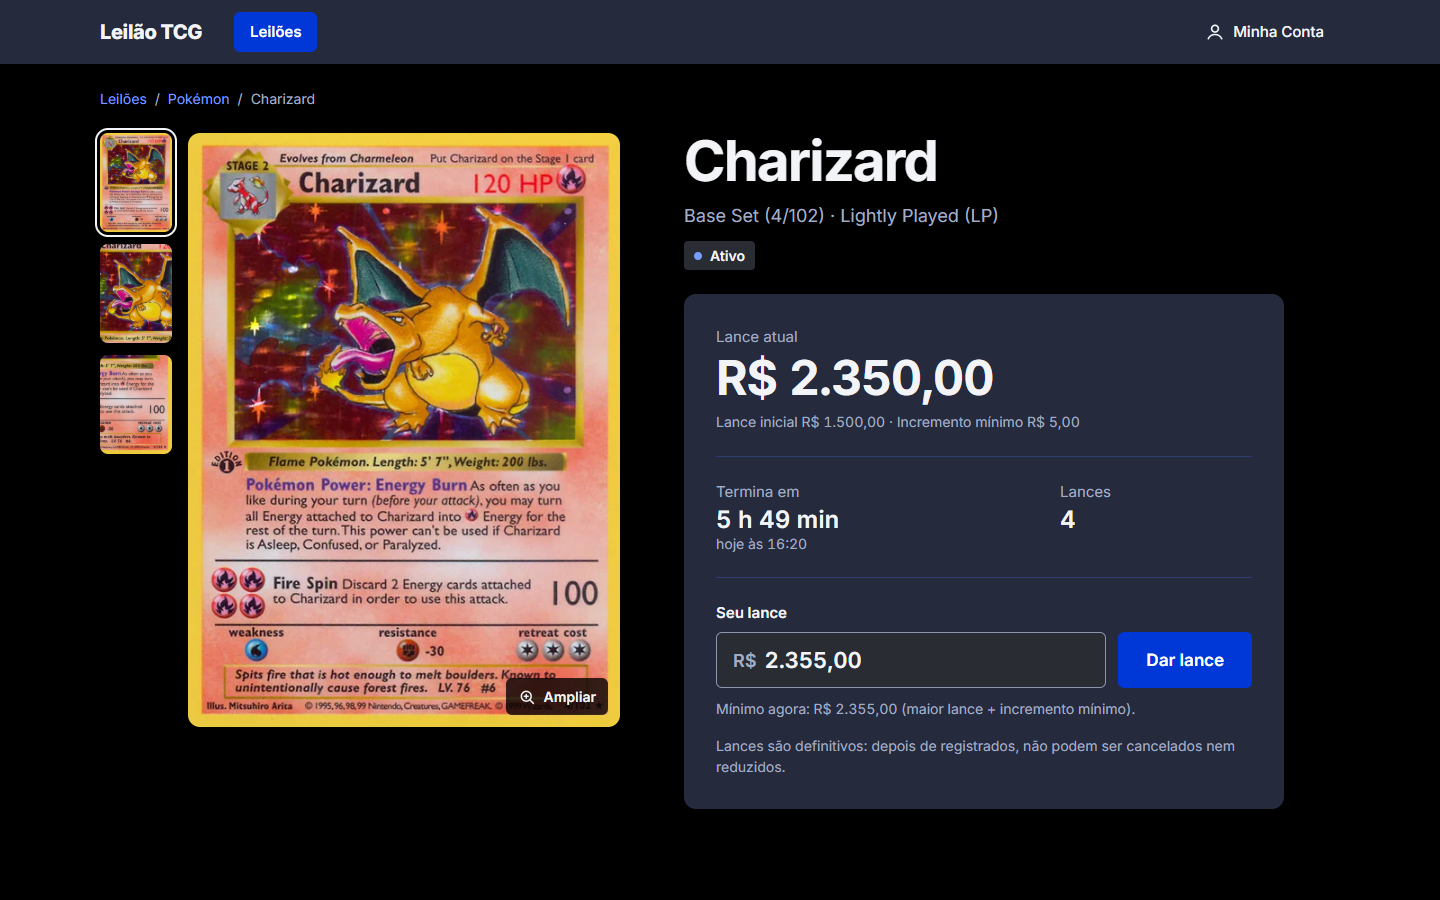 Leilão TCG
Leilões
Minha Conta
Leilões / Pokémon / Charizard
STAGE 2
Evolves from Charmeleon
Put Charizard on the Stage 1 card
Charizard
120 HP
EDITION
1
Flame Pokémon. Length: 5' 7", Weight: 200 lbs.
Pokémon Power: Energy Burn As often as you
like during your turn (before your attack), you may turn
all Energy attached to Charizard into Energy for the
rest of the turn. This power can't be used if Charizard
is Asleep, Confused, or Paralyzed.
Fire Spin Discard 2 Energy cards attached
to Charizard in order to use this attack.
100
weakness
resistance
retreat cost
-30
Spits fire that is hot enough to melt boulders. Known to
unintentionally cause forest fires. LV. 76 #6
Illus. Mitsuhiro Arita
© 1995, 96, 98, 99 Nintendo, Creatures, GAMEFREAK. ©
Ampliar
Charizard
Base Set (4/102) · Lightly Played (LP)
Ativo
Lance atual
R$ 2.350,00
Lance inicial R$ 1.500,00 · Incremento mínimo R$ 5,00
Termina em
5 h 49 min
hoje às 16:20
Lances
4
Seu lance
R$ 2.355,00
Dar lance
Mínimo agora: R$ 2.355,00 (maior lance + incremento mínimo).
Lances são definitivos: depois de registrados, não podem ser cancelados nem
reduzidos.